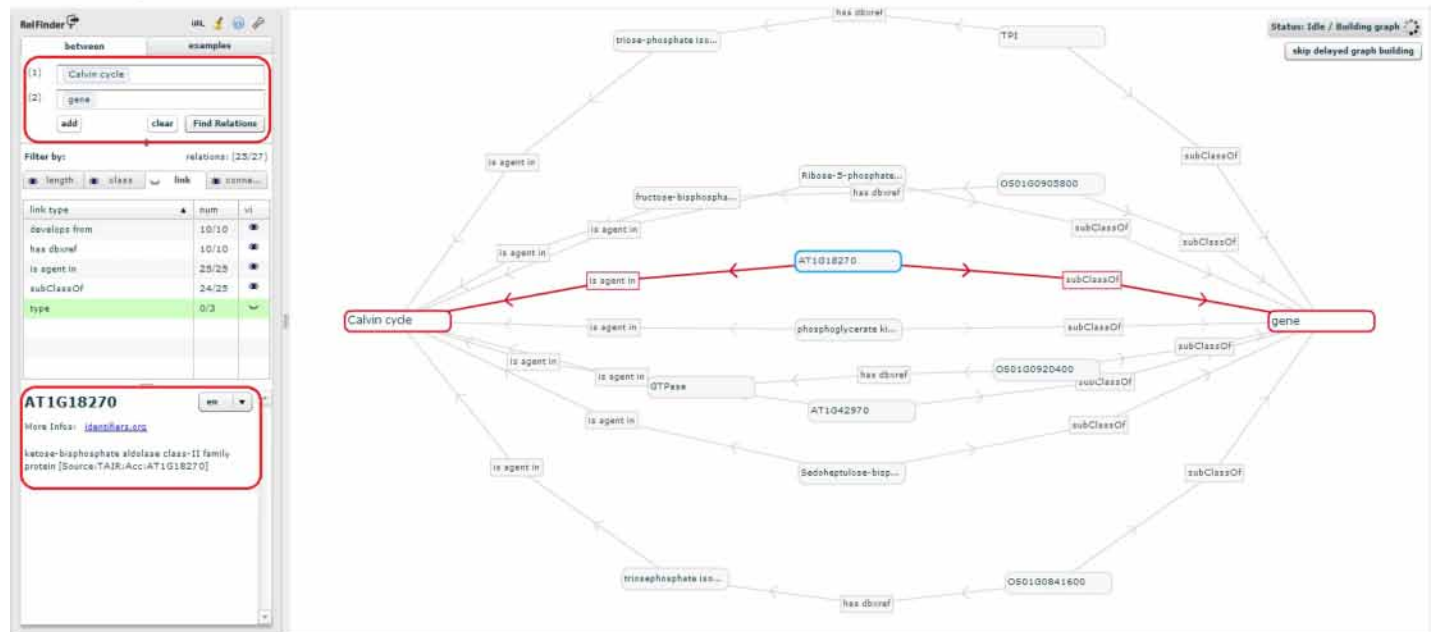 RelFinder
URL
between
examples
(1)
Calvin cycle
(2)
gene
add
clear
Find Relations
Filter by:
relations: (25/27)
length
class
link
conne...
link type
num
vi
develops from
10/10
has dbxref
10/10
is agent in
25/25
subClassOf
24/25
type
0/3
AT1G18270
en
More Infos: identifiers.org
ketose-bisphosphate aldolase class-II family
protein [Source:TAIR;Acc:AT1G18270]
Status: Idle / Building graph
skip delayed graph building
has dbxref
triose-phosphate iso...
TPI
is agent in
subClassOf
Ribose-5-phosphate...
OS01G0905800
fructose-bisphospha...
has dbxref
is agent in
subClassOf
is agent in
subClassOf
AT1G18270
is agent in
subClassOf
Calvin cycle
gene
is agent in
phosphoglycerate ki...
subClassOf
subClassOf
is agent in
is agent in
GTPase
has dbxref
OS01G0920400
subClassOf
AT1G42970
is agent in
subClassOf
is agent in
Sedoheptulose-bisp...
subClassOf
triosephosphate iso...
OS01G0841600
has dbxref